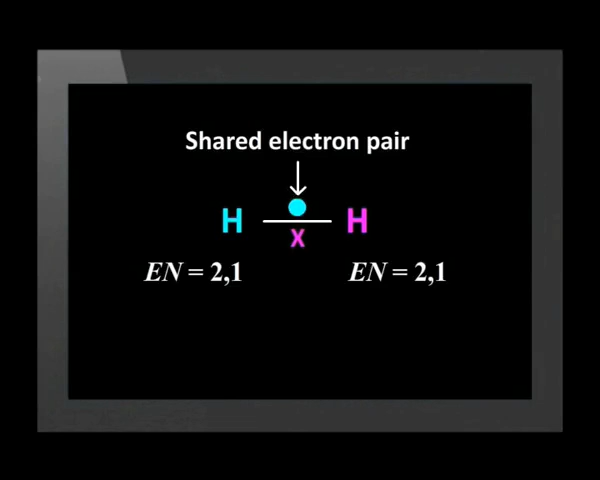 Shared electron pair
H H
X
EN = 2,1 EN = 2,1